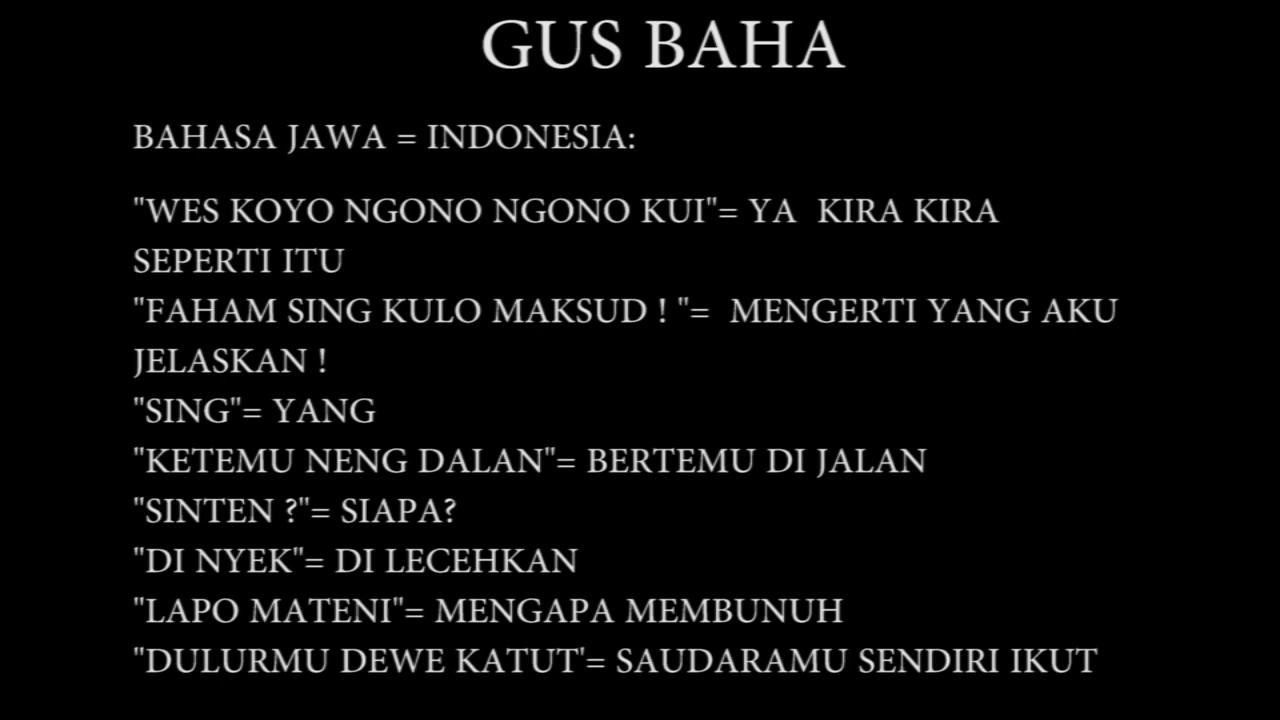 GUS BAHA
BAHASA JAWA = INDONESIA:
"WES KOYO NGONO NGONO KUI"= YA  KIRA KIRA
SEPERTI ITU
"FAHAM SING KULO MAKSUD ! "=  MENGERTI YANG AKU
JELASKAN !
"SING"= YANG
"KETEMU NENG DALAN"= BERTEMU DI JALAN
"SINTEN ?"= SIAPA?
"DI NYEK"= DI LECEHKAN
"LAPO MATENI"= MENGAPA MEMBUNUH
"DULURMU DEWE KATUT'= SAUDARAMU SENDIRI IKUT